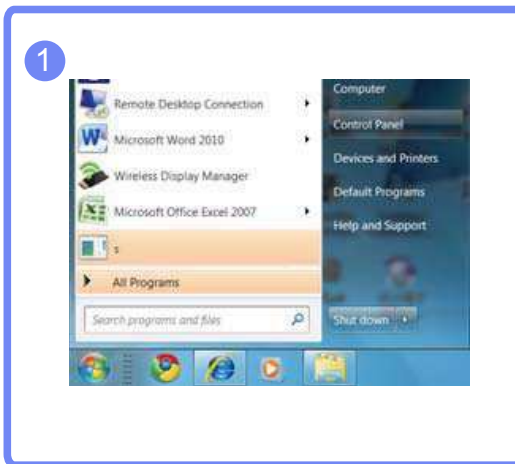 1
Remote Desktop Connection
Microsoft Word 2010
Wireless Display Manager
Microsoft Office Excel 2007
s
All Programs
Search programs and files
Computer
Control Panel
Devices and Printers
Default Programs
Help and Support
Shut down